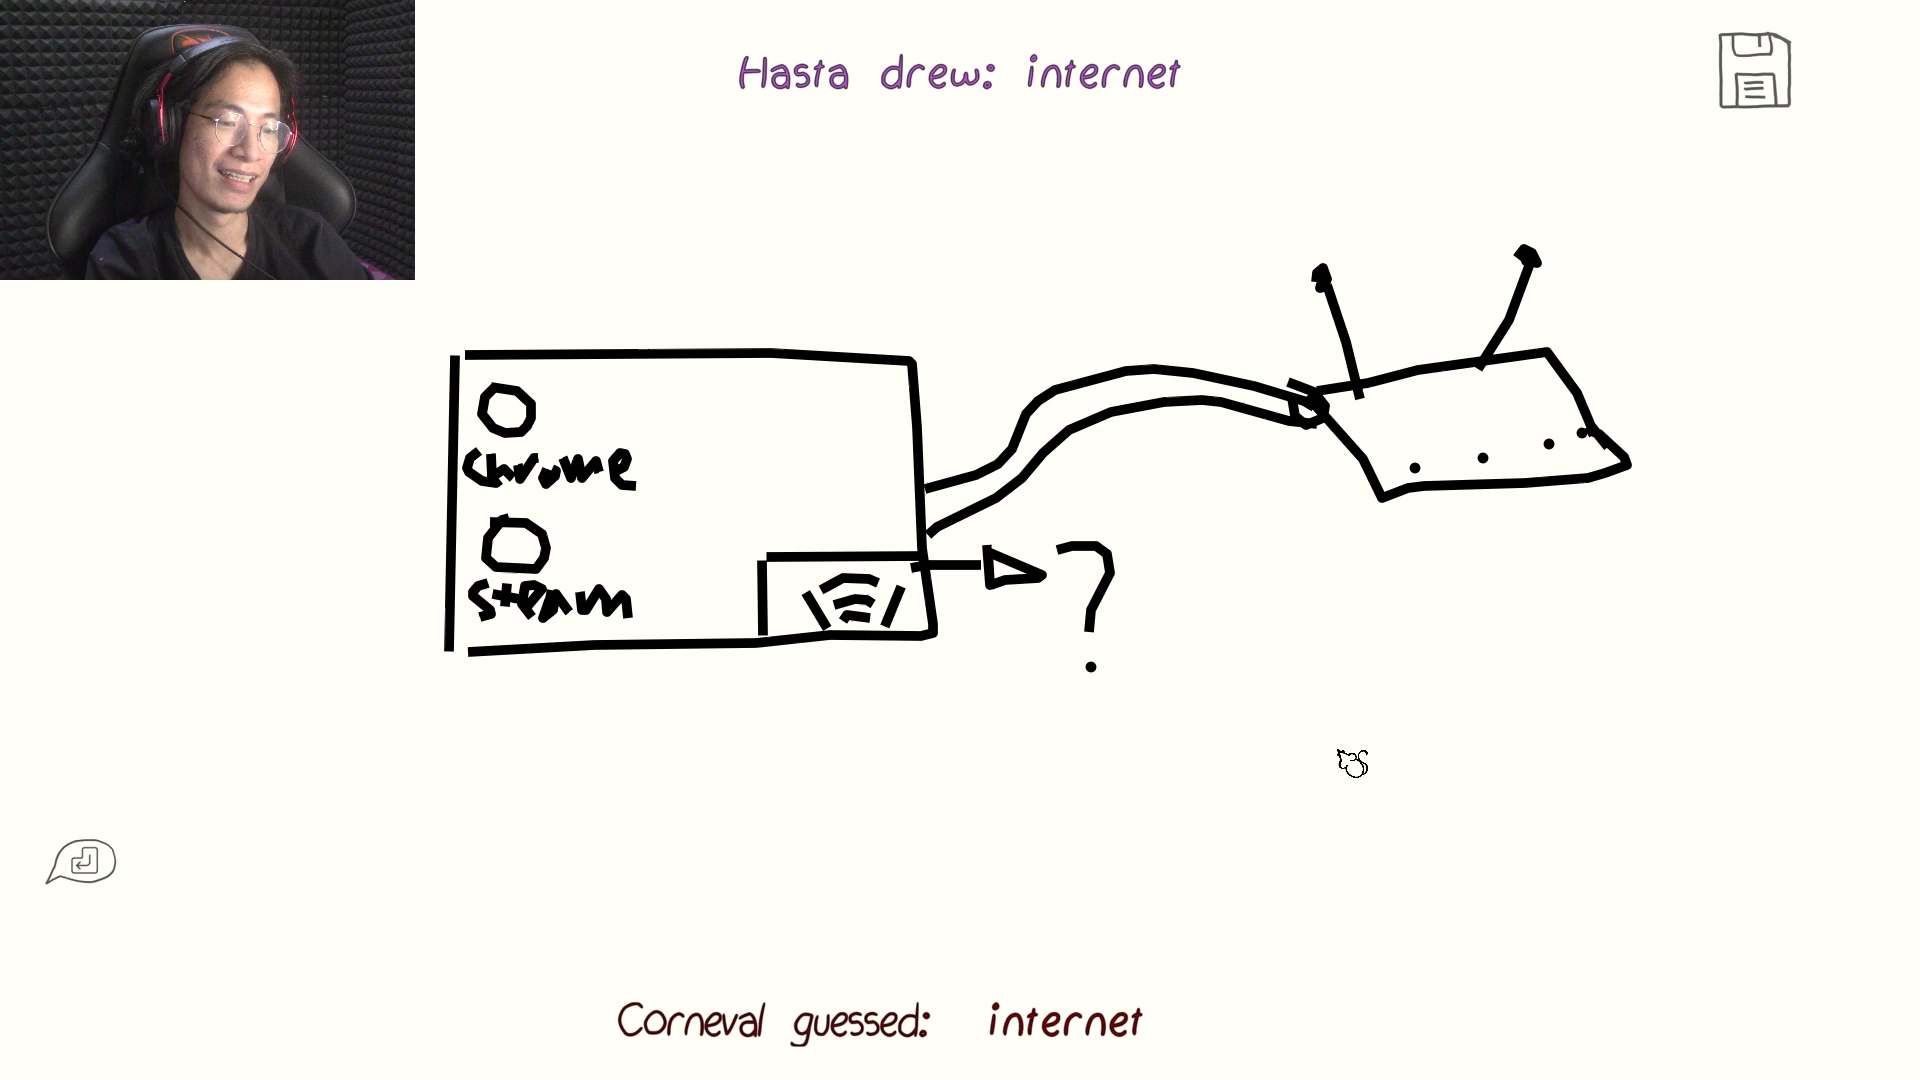 Hasta drew: internet
chrome
steam
?
Corneval guessed: internet